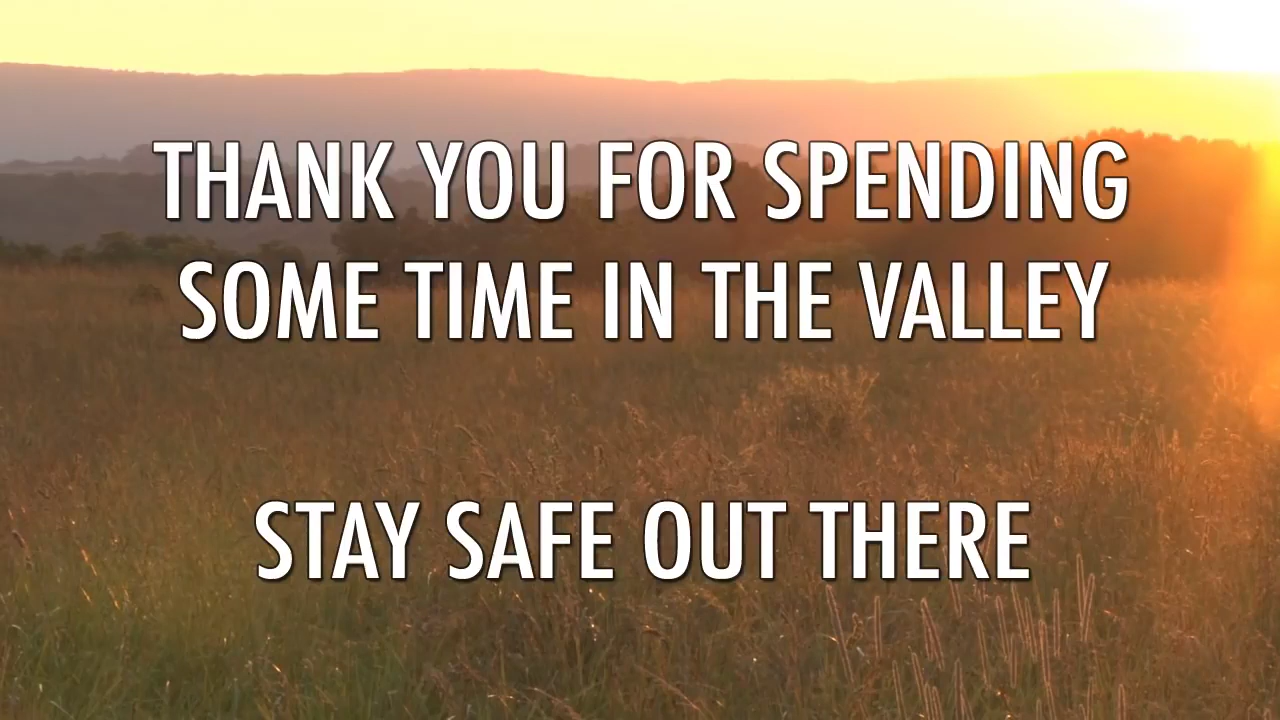 THANK YOU FOR SPENDING
SOME TIME IN THE VALLEY
STAY SAFE OUT THERE